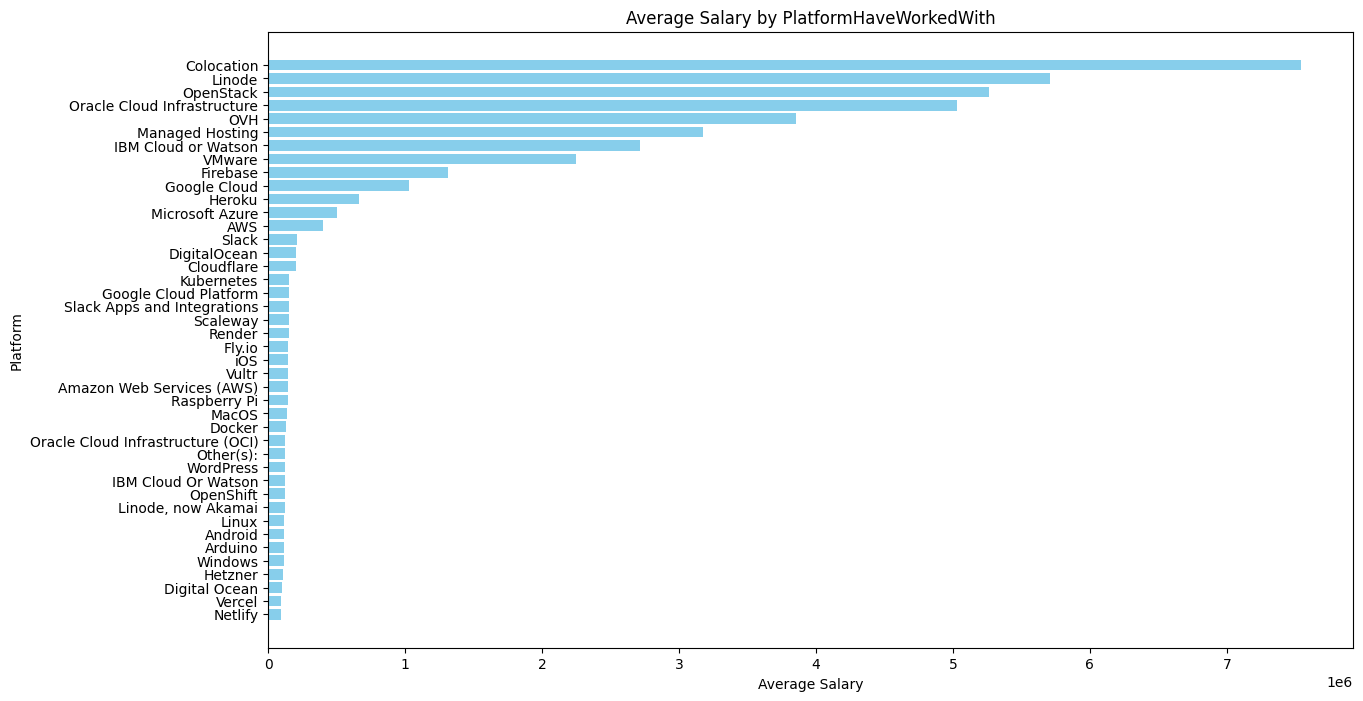 Average Salary by PlatformHaveWorkedWith
Colocation
Linode
OpenStack
Oracle Cloud Infrastructure
OVH
Managed Hosting
IBM Cloud or Watson
VMware
Firebase
Google Cloud
Heroku
Microsoft Azure
AWS
Slack
DigitalOcean
Cloudflare
Kubernetes
Google Cloud Platform
Slack Apps and Integrations
Scaleway
Render
Fly.io
iOS
Vultr
Amazon Web Services (AWS)
Raspberry Pi
MacOS
Docker
Oracle Cloud Infrastructure (OCI)
Other(s):
WordPress
IBM Cloud Or Watson
OpenShift
Linode, now Akamai
Linux
Android
Arduino
Windows
Hetzner
Digital Ocean
Vercel
Netlify
Platform
0 1 2 3 4 5 6 7
1e6
Average Salary